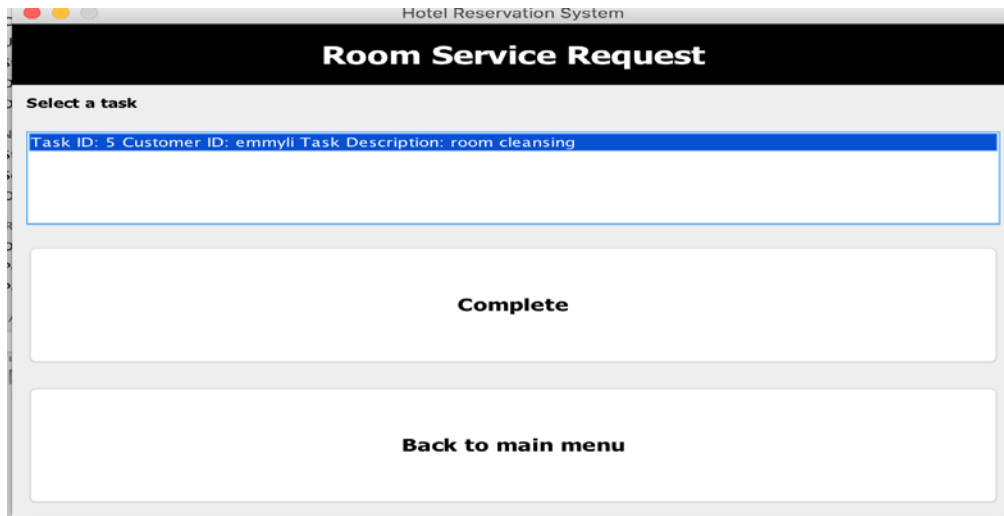 Hotel Reservation System
Room Service Request
Select a task
Task ID: 5 Customer ID: emmyli Task Description: room cleansing
Complete
Back to main menu